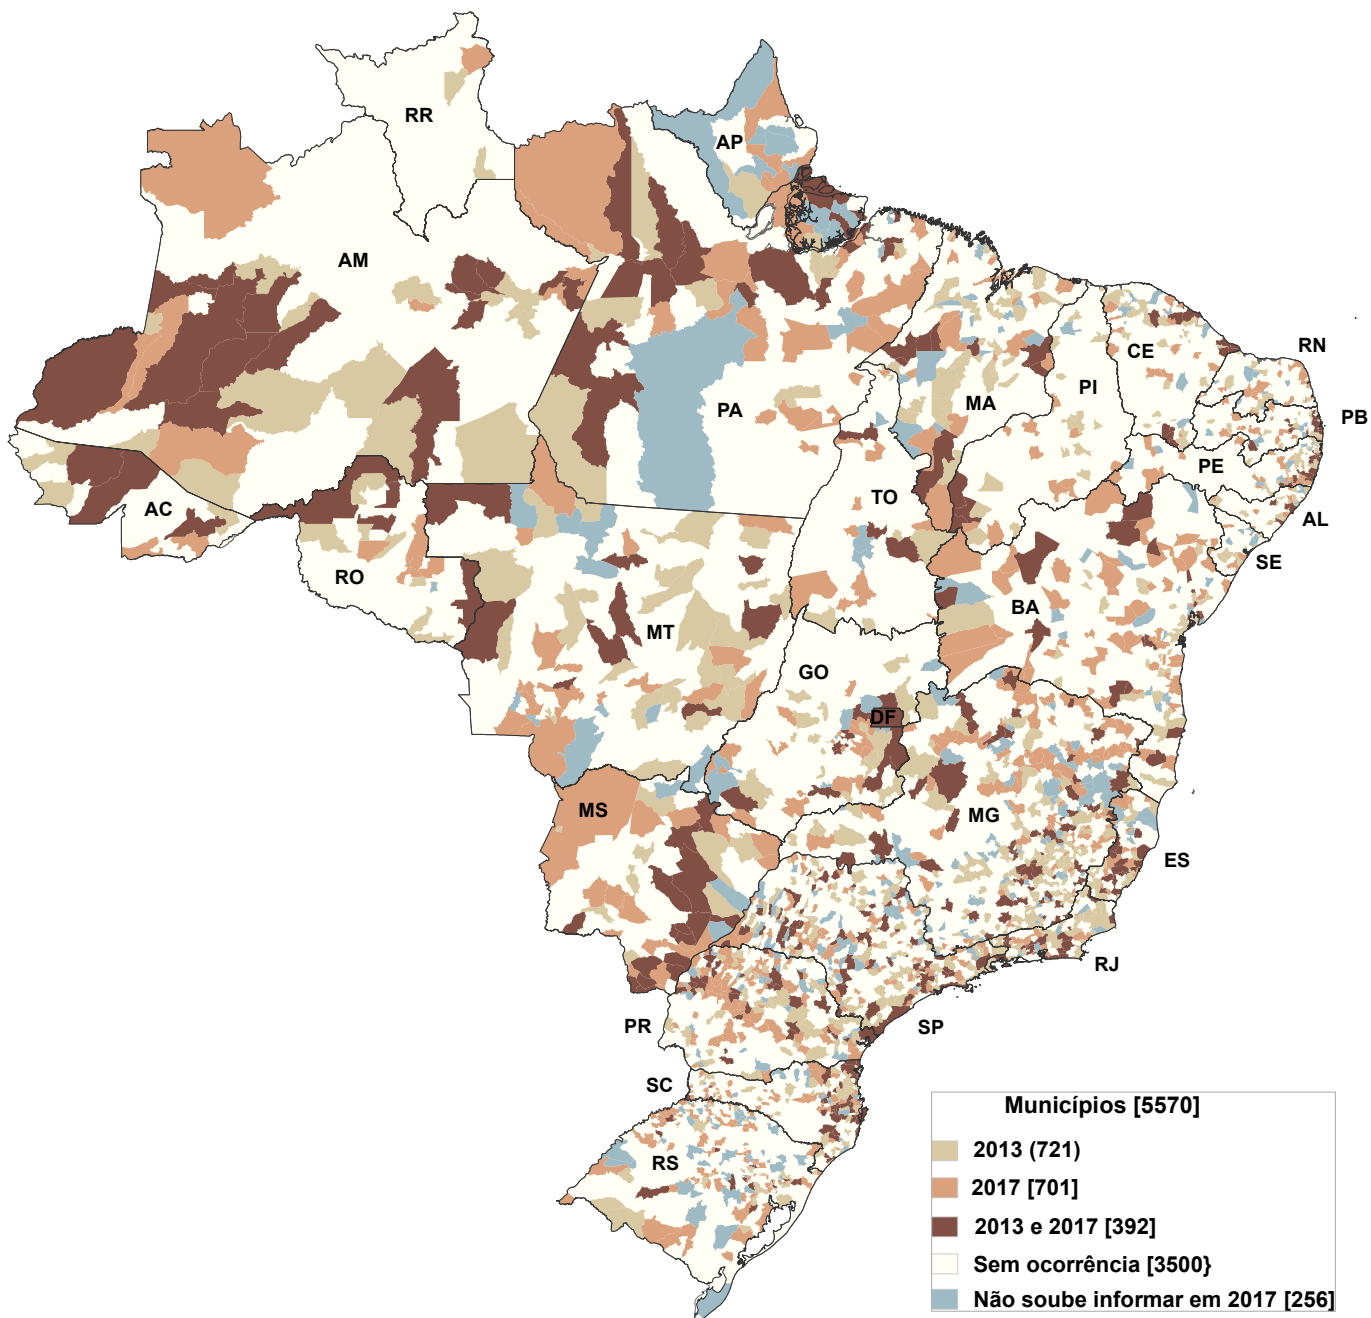 RR
AP
AM
RN
CE
PI
PA
MA
PB
PE
TO
AC
AL
SE
RO
BA
MT
GO
DF
MS
MG
ES
RJ
PR
SP
SC
RS
Municípios [5570]
2013 (721)
2017 [701]
2013 e 2017 [392]
Sem ocorrência [3500}
Não soube informar em 2017 [256]